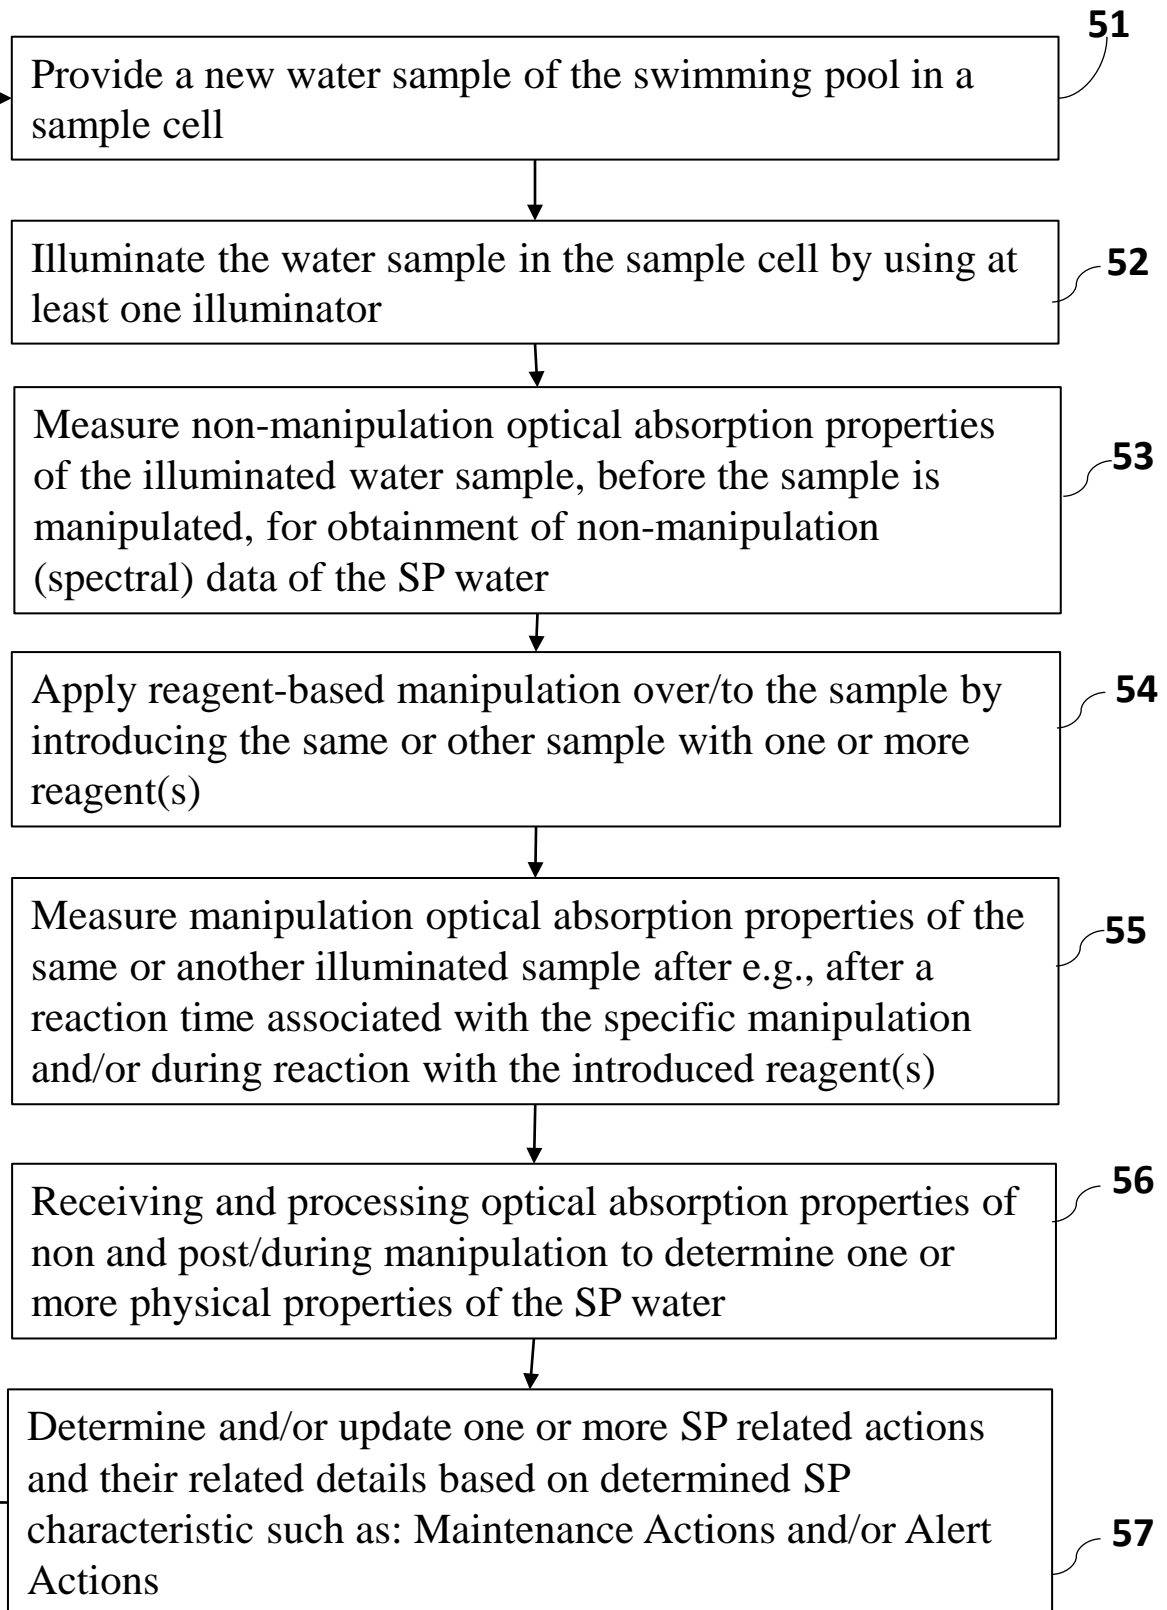 51
Provide a new water sample of the swimming pool in a
sample cell
Illuminate the water sample in the sample cell by using at
least one illuminator
52
Measure non-manipulation optical absorption properties
of the illuminated water sample, before the sample is
manipulated, for obtainment of non-manipulation
(spectral) data of the SP water
53
Apply reagent-based manipulation over/to the sample by
introducing the same or other sample with one or more
reagent(s)
54
Measure manipulation optical absorption properties of the
same or another illuminated sample after e.g., after a
reaction time associated with the specific manipulation
and/or during reaction with the introduced reagent(s)
55
Receiving and processing optical absorption properties of
non and post/during manipulation to determine one or
more physical properties of the SP water
56
Determine and/or update one or more SP related actions
and their related details based on determined SP
characteristic such as: Maintenance Actions and/or Alert
Actions
57